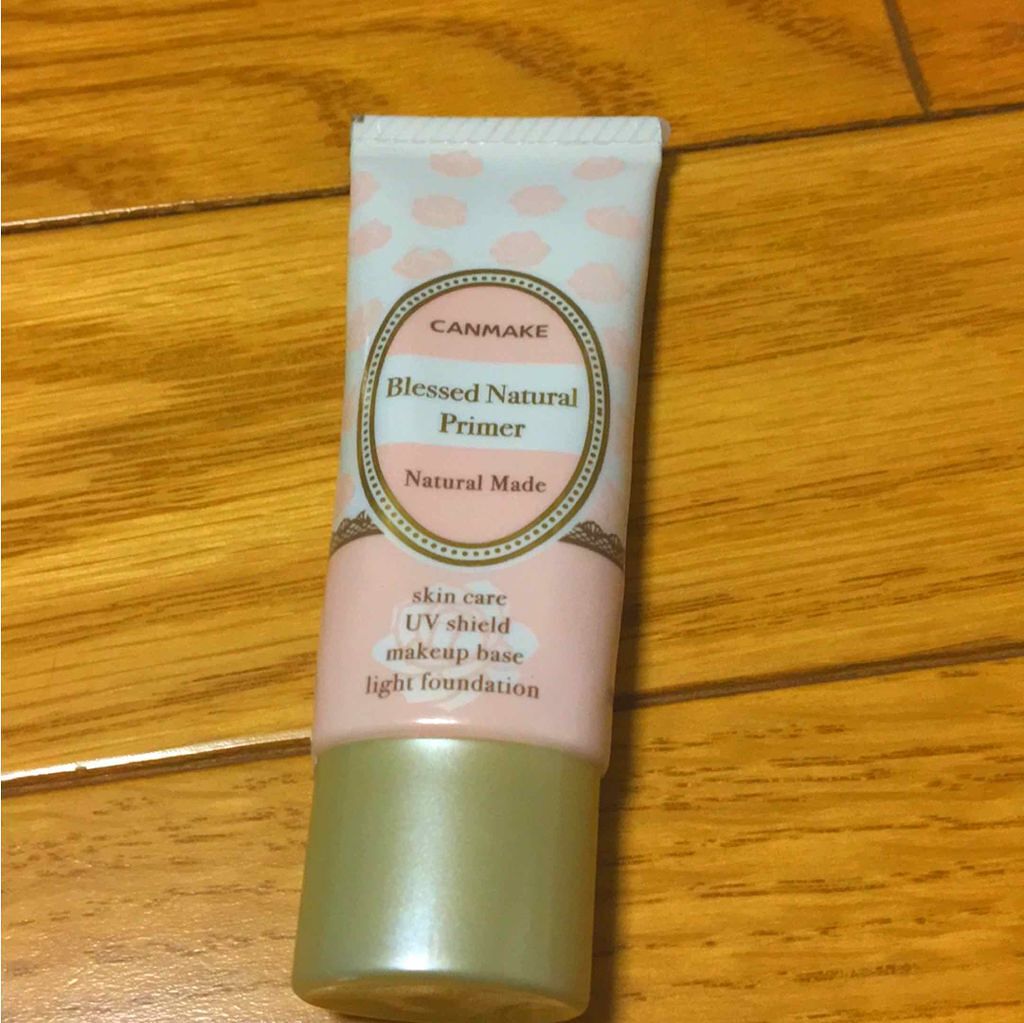 CANMAKE
Blessed Natural
Primer
Natural Made
skin care
UV shield
makeup base
light foundation